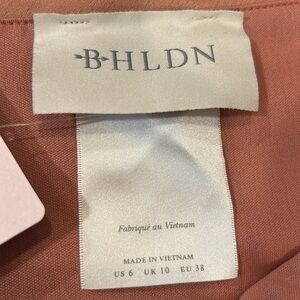 BHLDN
Fabriqué au Vietnam
MADE IN VIETNAM
US 6 UK 10 EU 38